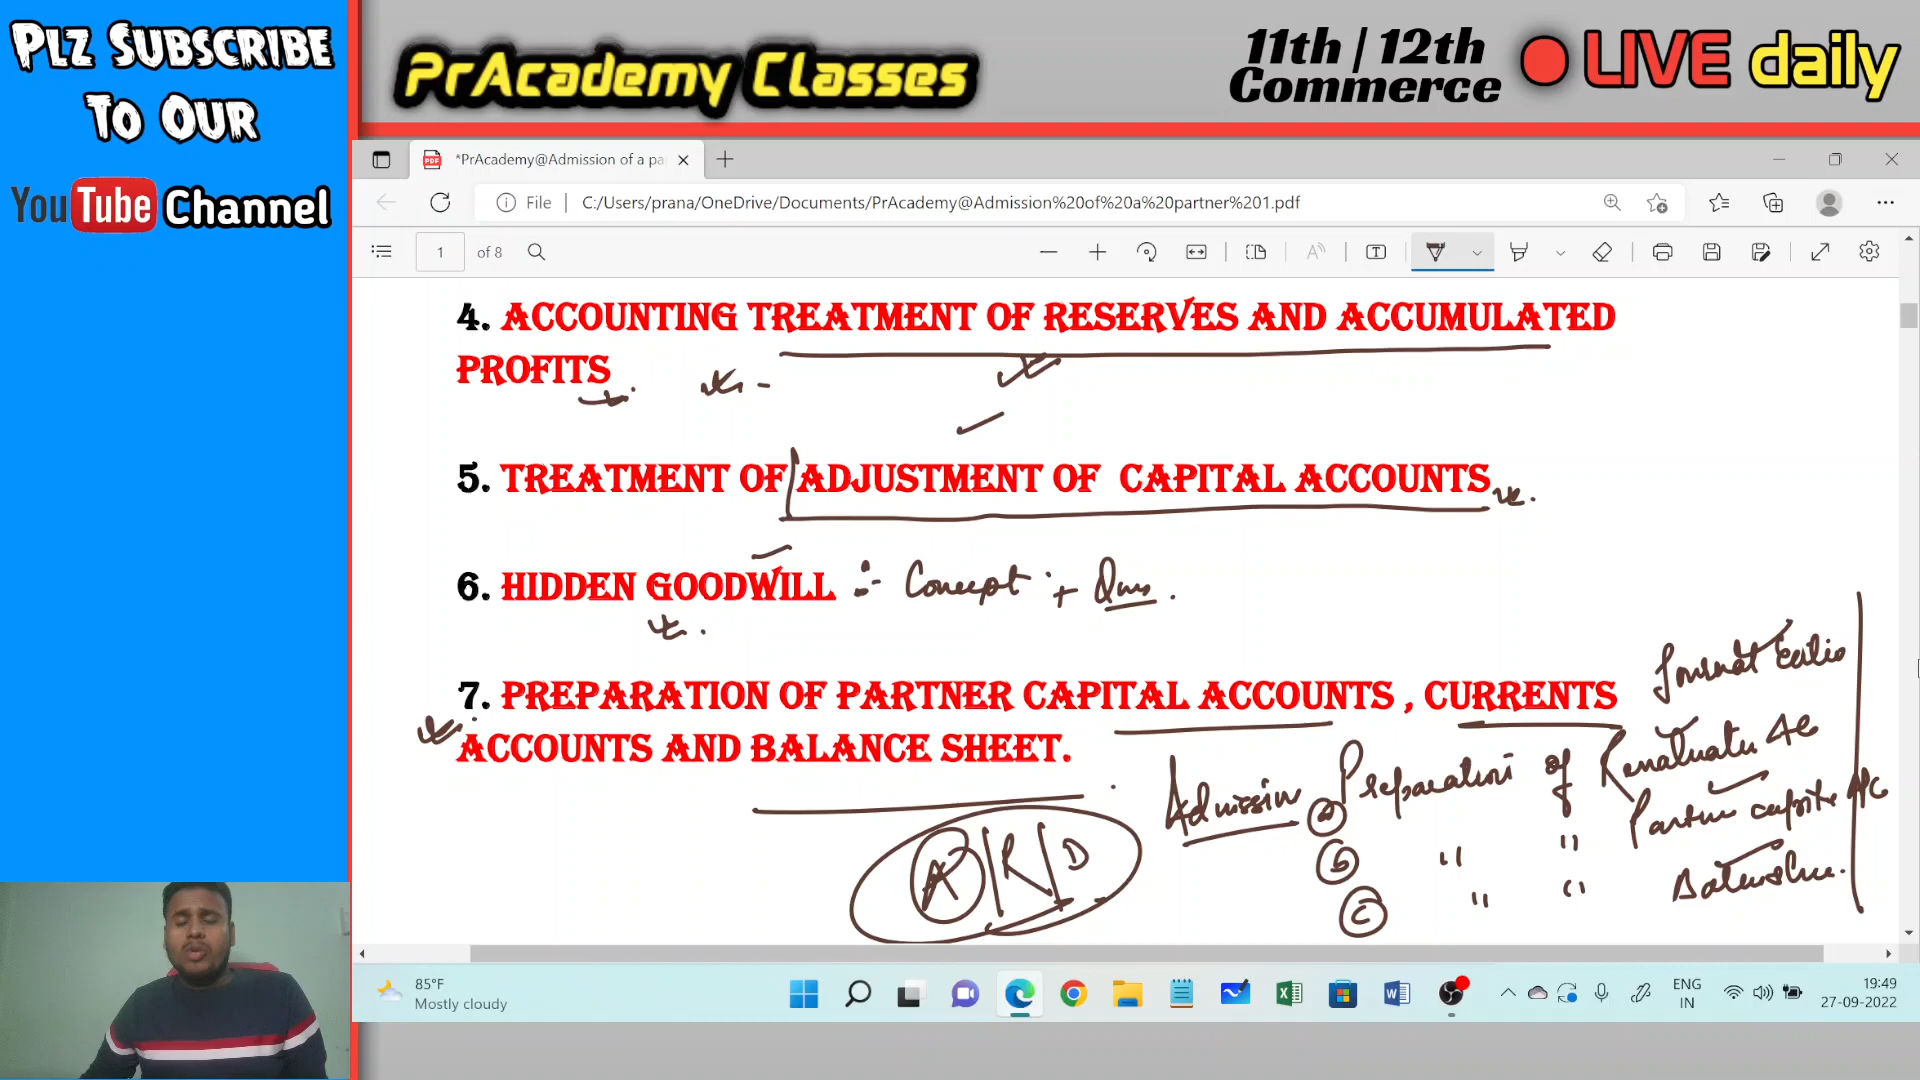 Plz Subscribe
To Our
YouTube Channel
PrAcademy Classes
11th | 12th
Commerce
LIVE daily
*PrAcademy@Admission of a pa
File
C:/Users/prana/OneDrive/Documents/PrAcademy@Admission%20of%20a%20partner%201.pdf
1 of 8
4. ACCOUNTING TREATMENT OF RESERVES AND ACCUMULATED
PROFITS
5. TREATMENT OF ADJUSTMENT OF CAPITAL ACCOUNTS
6. HIDDEN GOODWILL :- Concept + Ques.
7. PREPARATION OF PARTNER CAPITAL ACCOUNTS , CURRENTS
ACCOUNTS AND BALANCE SHEET.
Journal
Admission (a) Preparation of Revaluation A/c
(b) " " Partner capital A/c
(c) " "
A | R | D
85°F
Mostly cloudy
ENG
IN
19:49
27-09-2022